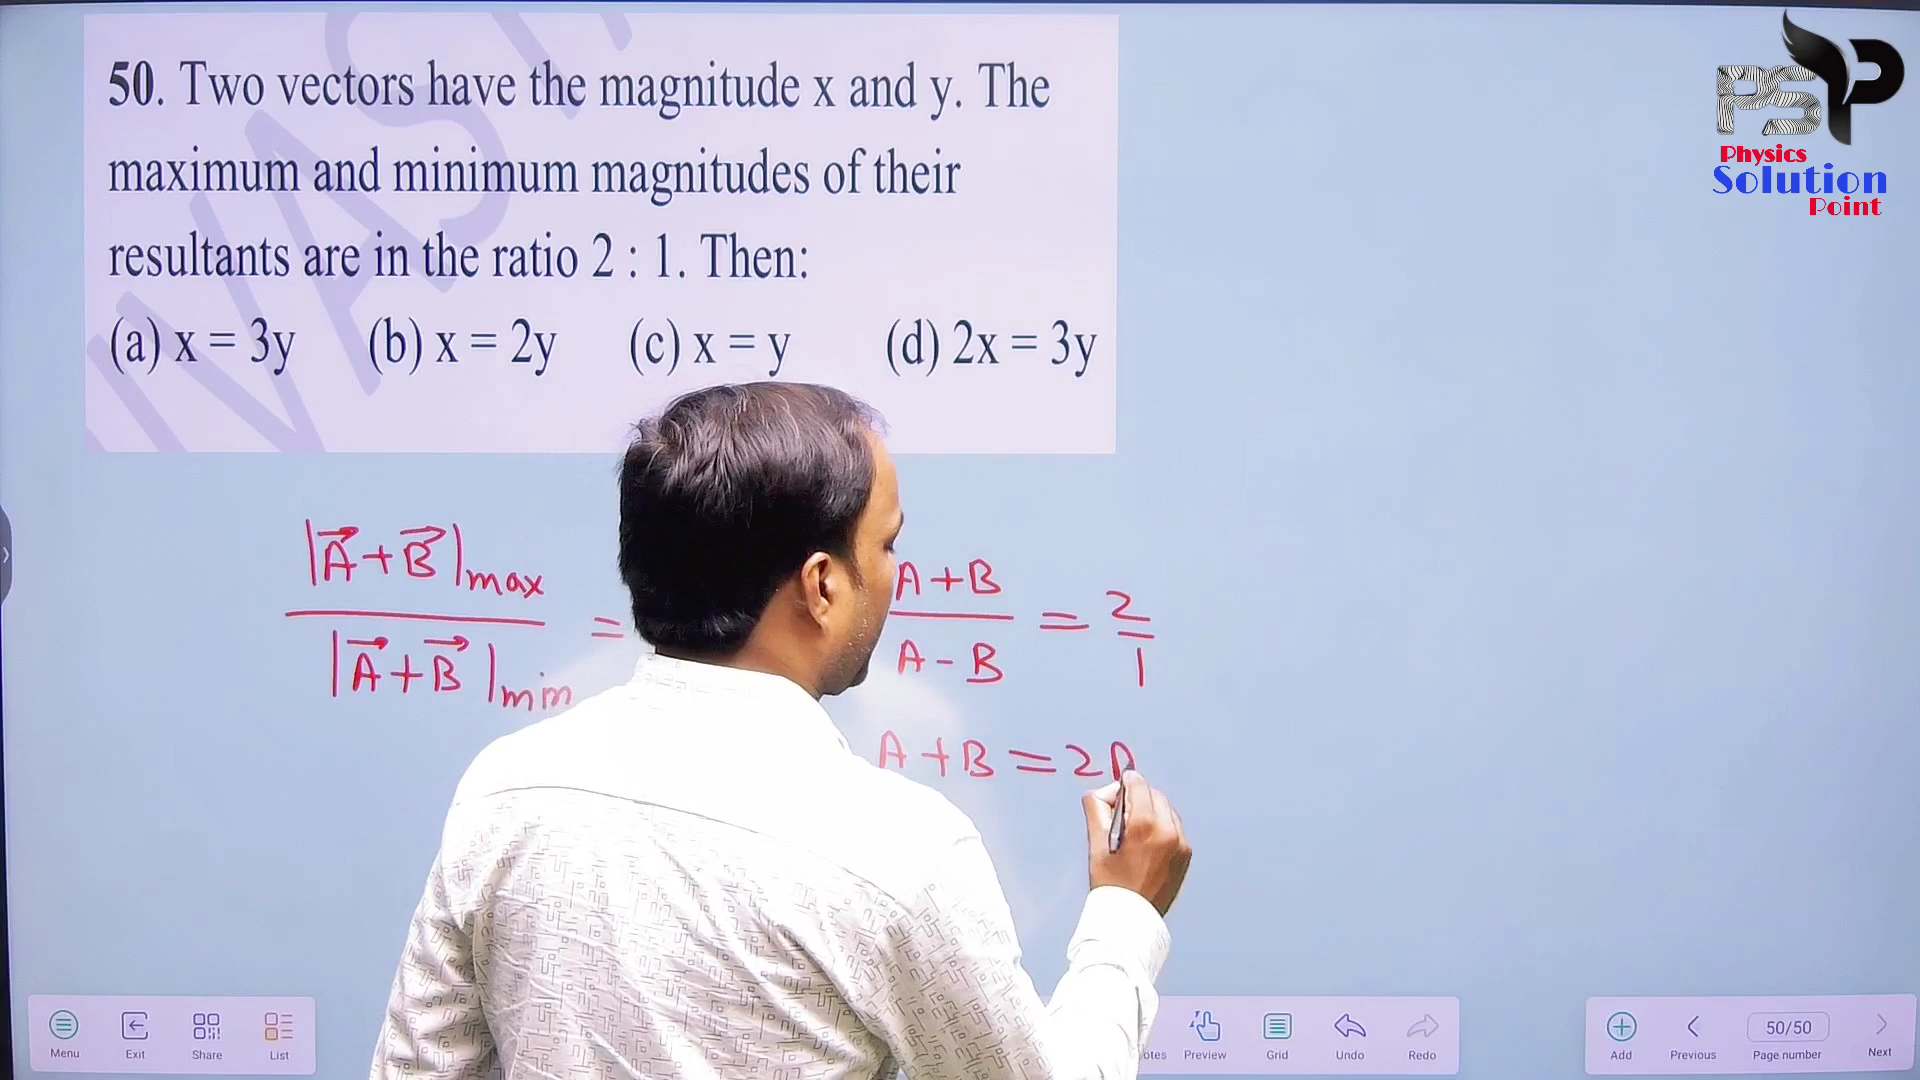 50. Two vectors have the magnitude x and y. The
maximum and minimum magnitudes of their
resultants are in the ratio 2 : 1. Then:
(a) x = 3y (b) x = 2y (c) x = y (d) 2x = 3y
PSP
Physics
Solution
Point
|A⃗+B⃗|max
|A⃗+B⃗|min
=
A+B
A-B
=
2
1
A+B=2A
Menu
Exit
Share
List
Preview
Grid
Undo
Redo
Add
Previous
50/50
Page number
Next